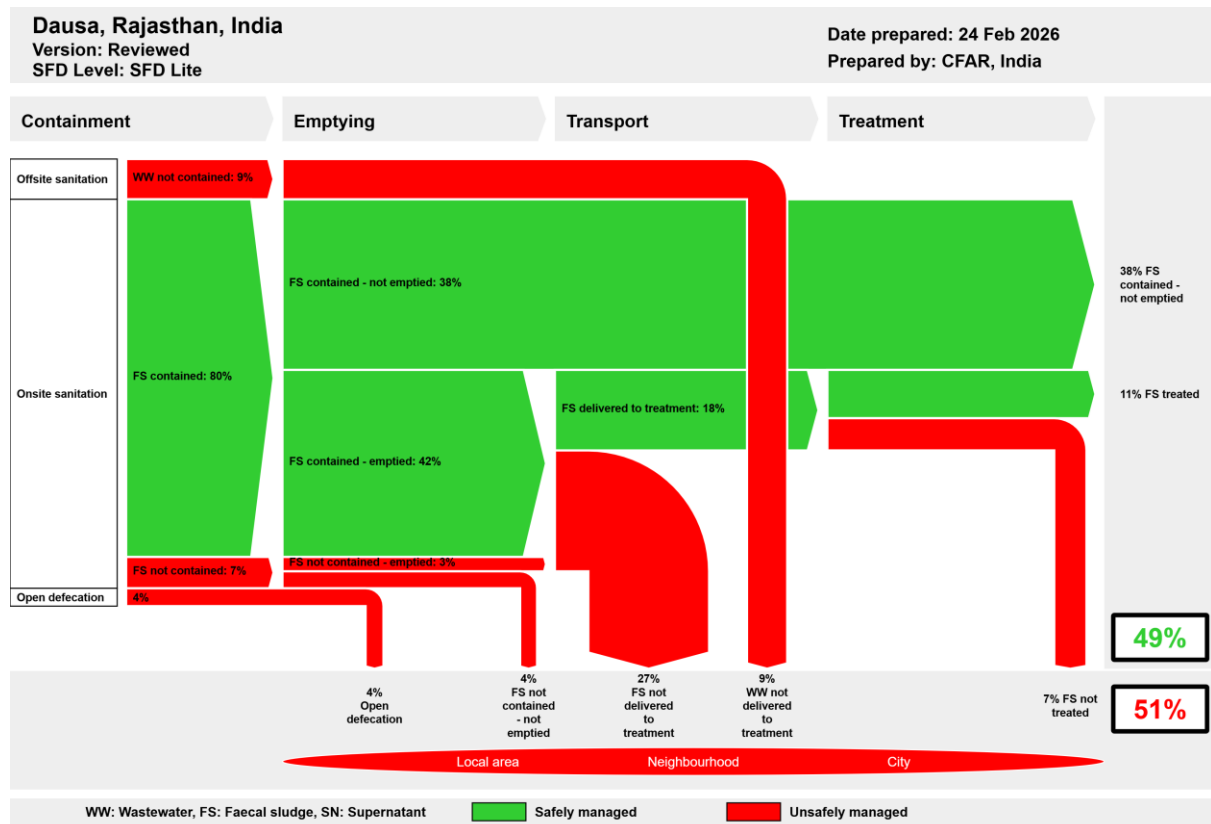 Dausa, Rajasthan, India
Version: Reviewed
SFD Level: SFD Lite
Date prepared: 24 Feb 2026
Prepared by: CFAR, India
Containment
Emptying
Transport
Treatment
Offsite sanitation
WW not contained: 9%
FS contained - not emptied: 38%
38% FS
contained -
not emptied
FS contained: 80%
Onsite sanitation
FS delivered to treatment: 18%
11% FS treated
FS contained - emptied: 42%
FS not contained - emptied: 3%
FS not contained: 7%
Open defecation
4%
49%
4%
Open
defecation
4%
FS not
contained
- not
emptied
27%
FS not
delivered
to
treatment
9%
WW not
delivered
to
treatment
7% FS not
treated
51%
Local area
Neighbourhood
City
WW: Wastewater, FS: Faecal sludge, SN: Supernatant
Safely managed
Unsafely managed